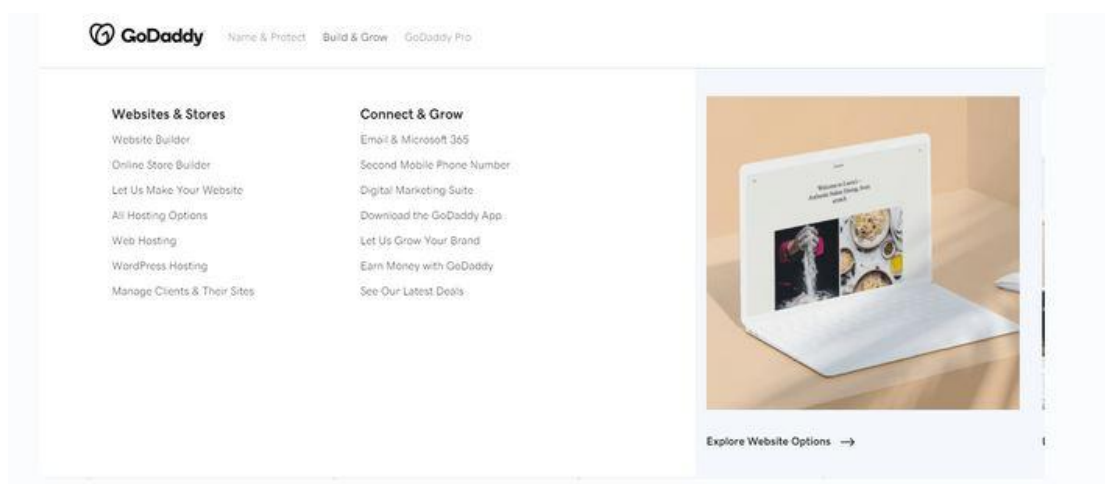 GoDaddy Name & Protect Build & Grow GoDaddy Pro
Websites & Stores
Website Builder
Online Store Builder
Let Us Make Your Website
All Hosting Options
Web Hosting
WordPress Hosting
Manage Clients & Their Sites
Connect & Grow
Email & Microsoft 365
Second Mobile Phone Number
Digital Marketing Suite
Download the GoDaddy App
Let Us Grow Your Brand
Earn Money with GoDaddy
See Our Latest Deals
Explore Website Options